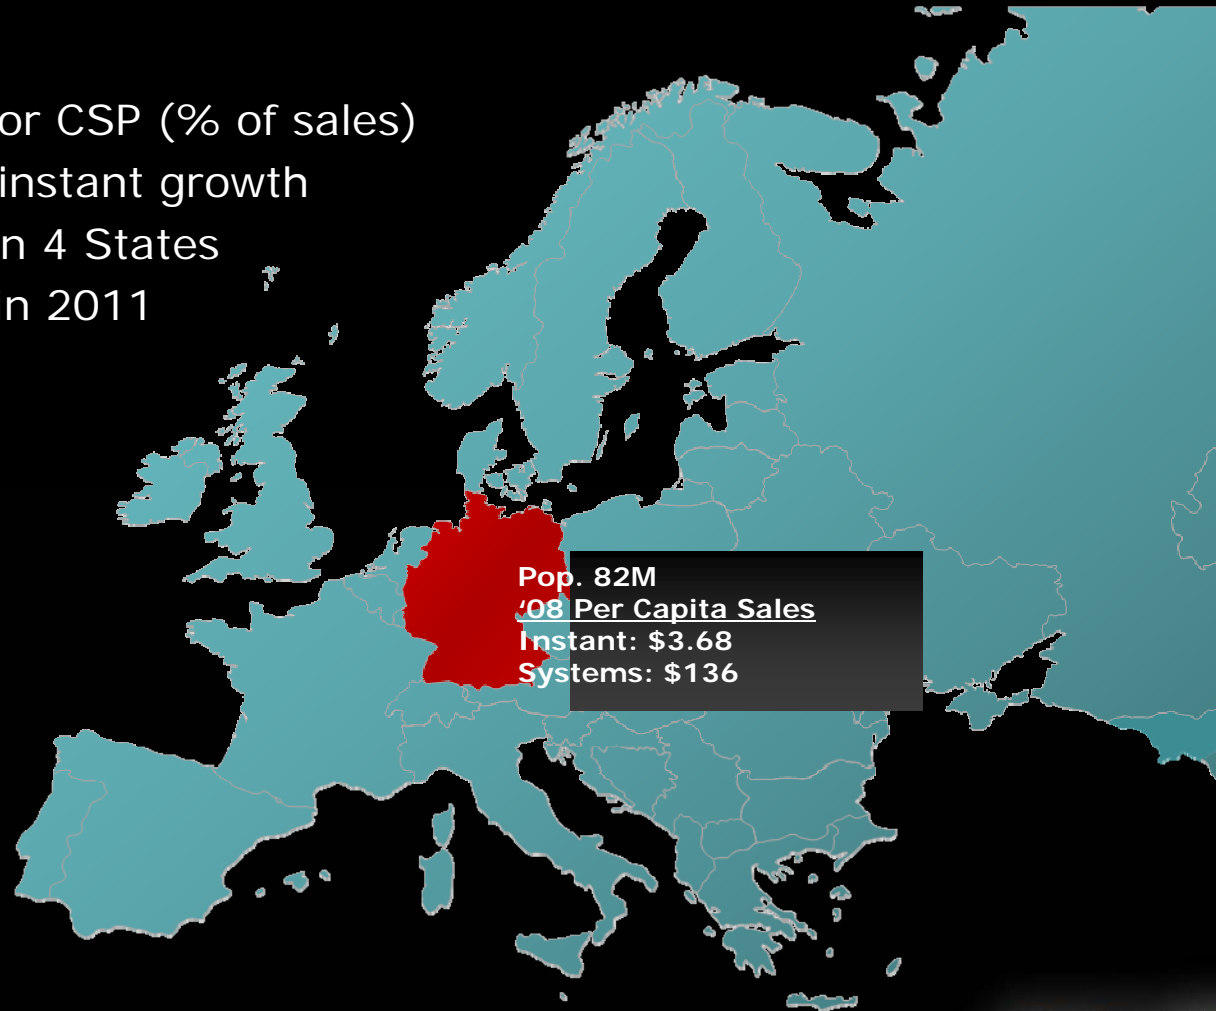 or CSP (% of sales)
instant growth
n 4 States
in 2011
Pop. 82M
‘08 Per Capita Sales
Instant: $3.68
Systems: $136